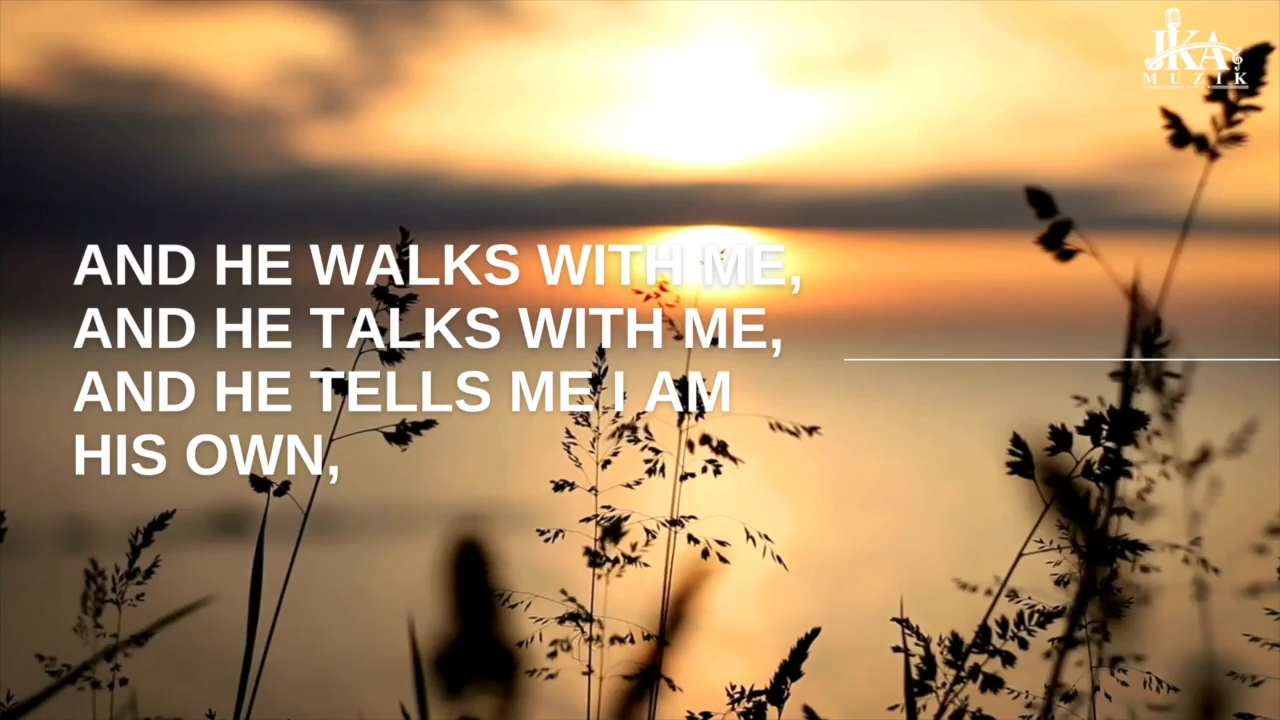 JKA
MUZIK
AND HE WALKS WITH ME,
AND HE TALKS WITH ME,
AND HE TELLS ME I AM
HIS OWN,